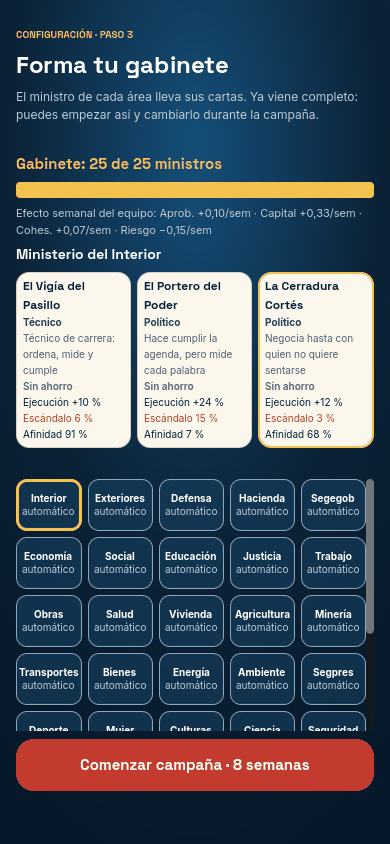 CONFIGURACIÓN · PASO 3
Forma tu gabinete
El ministro de cada área lleva sus cartas. Ya viene completo:
puedes empezar así y cambiarlo durante la campaña.
Gabinete: 25 de 25 ministros
Efecto semanal del equipo: Aprob. +0,10/sem · Capital +0,33/sem ·
Cohes. +0,07/sem · Riesgo −0,15/sem
Ministerio del Interior
El Vigía del
Pasillo
Técnico
Técnico de carrera:
ordena, mide y
cumple
Sin ahorro
Ejecución +10 %
Escándalo 6 %
Afinidad 91 %
El Portero del
Poder
Político
Hace cumplir la
agenda, pero mide
cada palabra
Sin ahorro
Ejecución +24 %
Escándalo 15 %
Afinidad 7 %
La Cerradura
Cortés
Político
Negocia hasta con
quien no quiere
sentarse
Sin ahorro
Ejecución +12 %
Escándalo 3 %
Afinidad 68 %
Interior
automático
Exteriores
automático
Defensa
automático
Hacienda
automático
Segegob
automático
Economía
automático
Social
automático
Educación
automático
Justicia
automático
Trabajo
automático
Obras
automático
Salud
automático
Vivienda
automático
Agricultura
automático
Minería
automático
Transportes
automático
Bienes
automático
Energía
automático
Ambiente
automático
Segpres
automático
Deporte
Mujer
Culturas
Ciencia
Seguridad
Comenzar campaña · 8 semanas